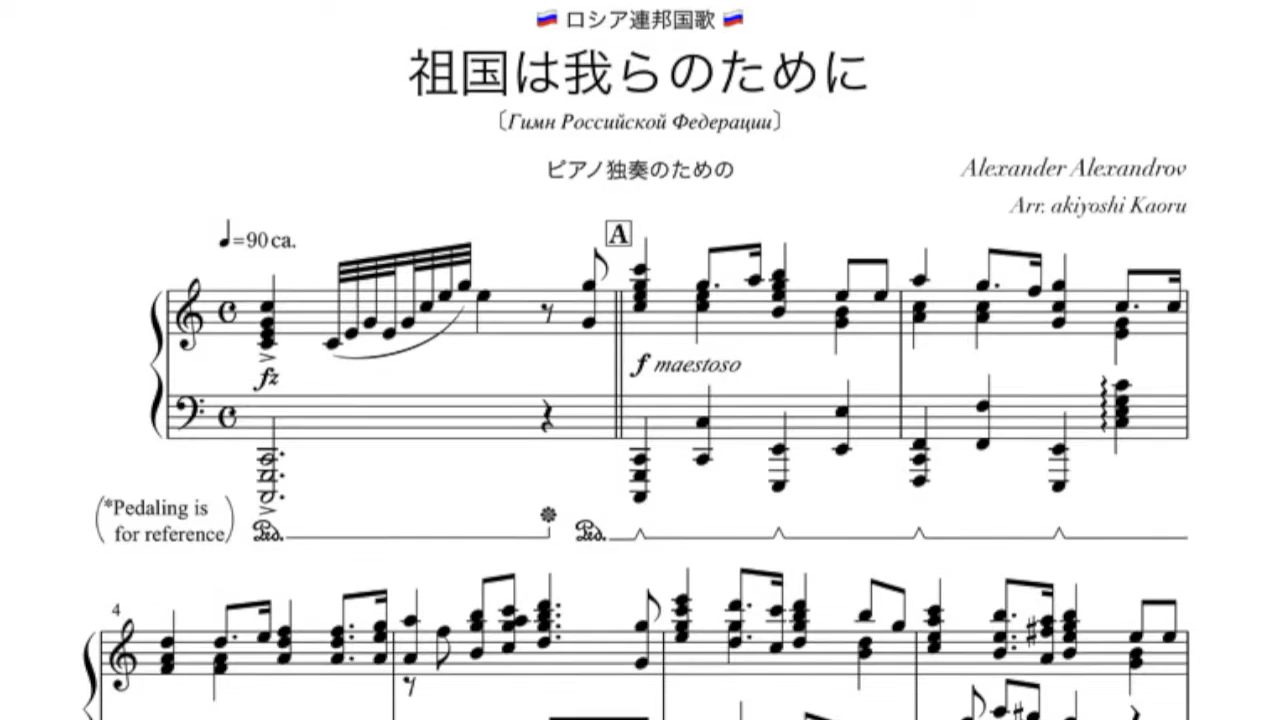 🇷🇺 ロシア連邦国歌 🇷🇺
祖国は我らのために
〔Гимн Российской Федерации〕
ピアノ独奏のための
Alexander Alexandrov
Arr. akiyoshi Kaoru
♩=90 ca.
A
fz
f maestoso
(*Pedaling is
for reference)
Ped.
Ped.
4